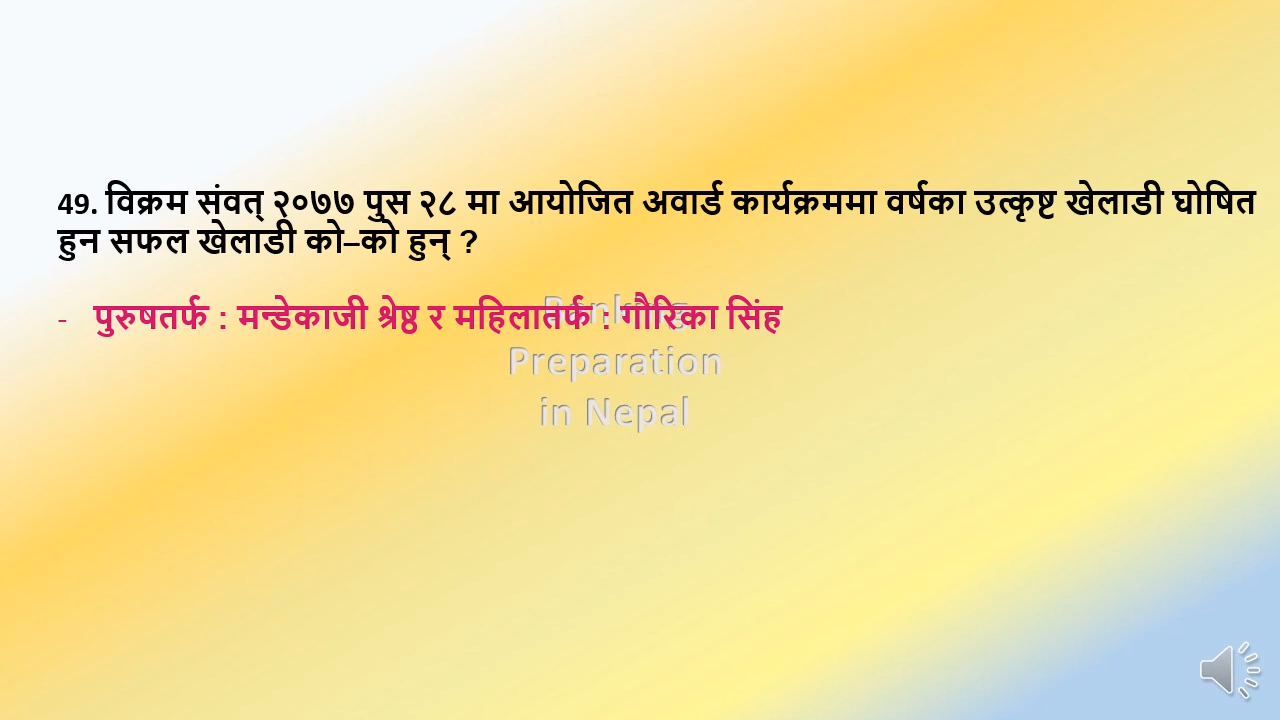 49. विक्रम संवत् २०७७ पुस २८ मा आयोजित अवार्ड कार्यक्रममा वर्षका उत्कृष्ट खेलाडी घोषित
हुन सफल खेलाडी को–को हुन् ?
- पुरुषतर्फ : मन्डेकाजी श्रेष्ठ र महिलातर्फ : गौरिका सिंह
Banking
Preparation
in Nepal